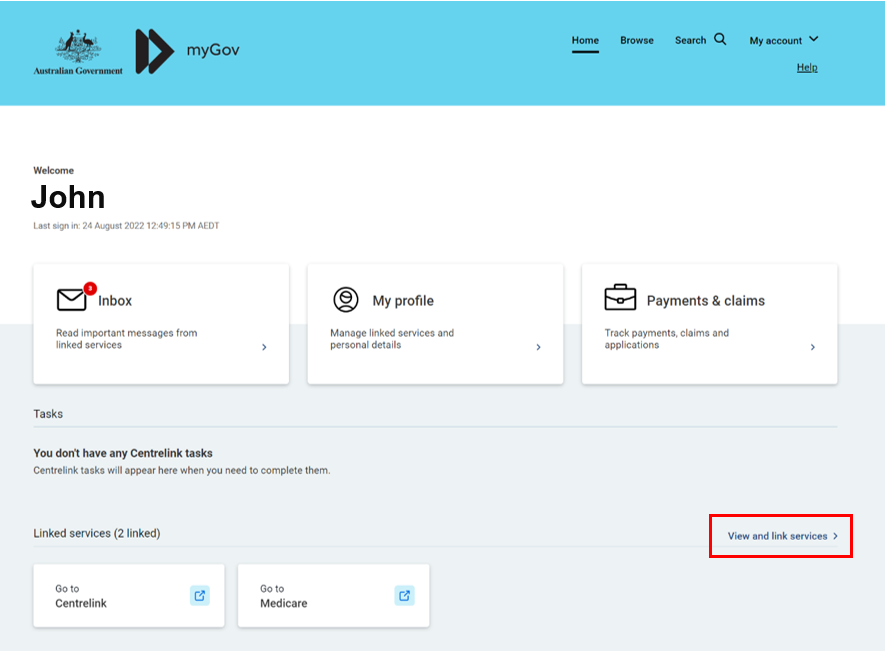 Australian Government
myGov
Home Browse Search My account
Help
Welcome
John
Last sign in: 24 August 2022 12:49:15 PM AEDT
3
Inbox
Read important messages from
linked services
My profile
Manage linked services and
personal details
Payments & claims
Track payments, claims and
applications
Tasks
You don't have any Centrelink tasks
Centrelink tasks will appear here when you need to complete them.
Linked services (2 linked)
View and link services
Go to
Centrelink
Go to
Medicare